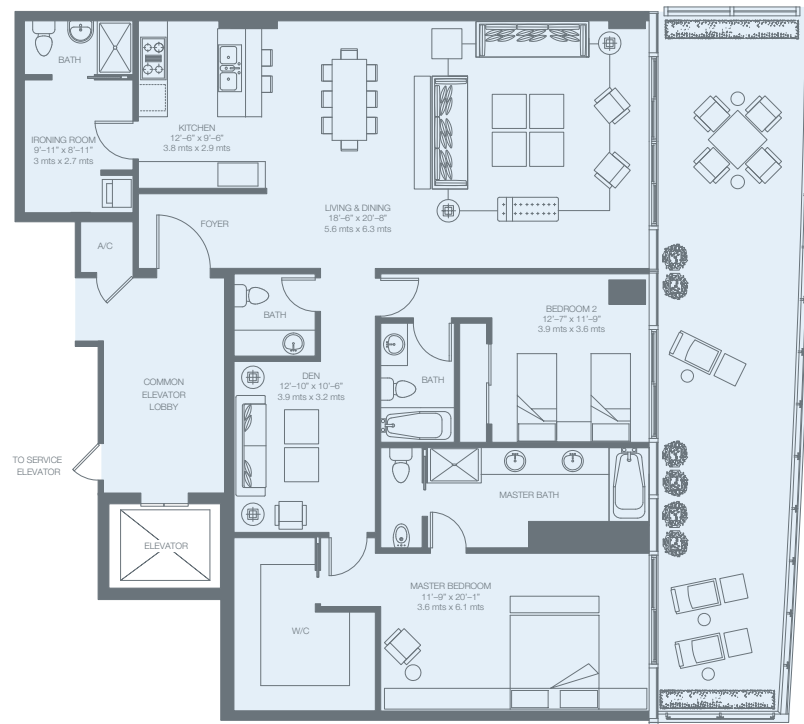 BATH
IRONING ROOM
9'-11" x 8'-11"
3 mts x 2.7 mts
KITCHEN
12'-6" x 9'-6"
3.8 mts x 2.9 mts
LIVING & DINING
18'-6" x 20'-8"
5.6 mts x 6.3 mts
FOYER
A/C
BATH
BEDROOM 2
12'-7" x 11'-9"
3.9 mts x 3.6 mts
DEN
12'-10" x 10'-6"
3.9 mts x 3.2 mts
BATH
COMMON
ELEVATOR
LOBBY
TO SERVICE
ELEVATOR
MASTER BATH
ELEVATOR
MASTER BEDROOM
11'-9" x 20'-1"
3.6 mts x 6.1 mts
W/C